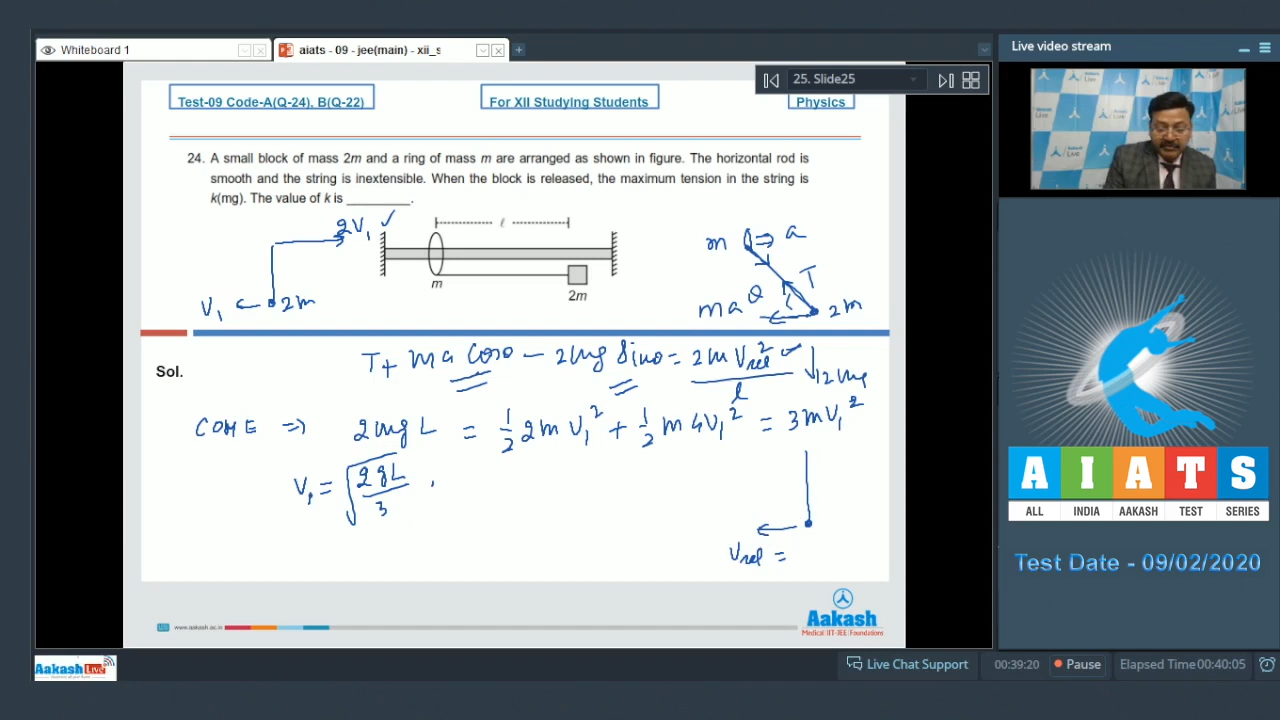 Whiteboard 1
aiats - 09 - jee(main) - xii_s
Live video stream
25. Slide25
Test-09 Code-A(Q-24), B(Q-22)
For XII Studying Students
Physics
24. A small block of mass 2m and a ring of mass m are arranged as shown in figure. The horizontal rod is
smooth and the string is inextensible. When the block is released, the maximum tension in the string is
k(mg). The value of k is ________.
2V₁ ✓
ℓ
m
2m
V₁
2m
m
a
T
ma
θ
2m
Sol.
T + ma Cosθ − 2mg Sinθ = 2m Vrel² / l
2mg
COME ⇒ 2mgL = 1/2 2m V₁² + 1/2 m 4V₁² = 3mV₁²
V₁ = √(2gL/3) ,
Vrel =
www.aakash.ac.in
Aakash
Medical|IIT-JEE|Foundations
A I A T S
ALL INDIA AAKASH TEST SERIES
Test Date - 09/02/2020
Aakash Live
Live Chat Support
00:39:20
Pause
Elapsed Time 00:40:05